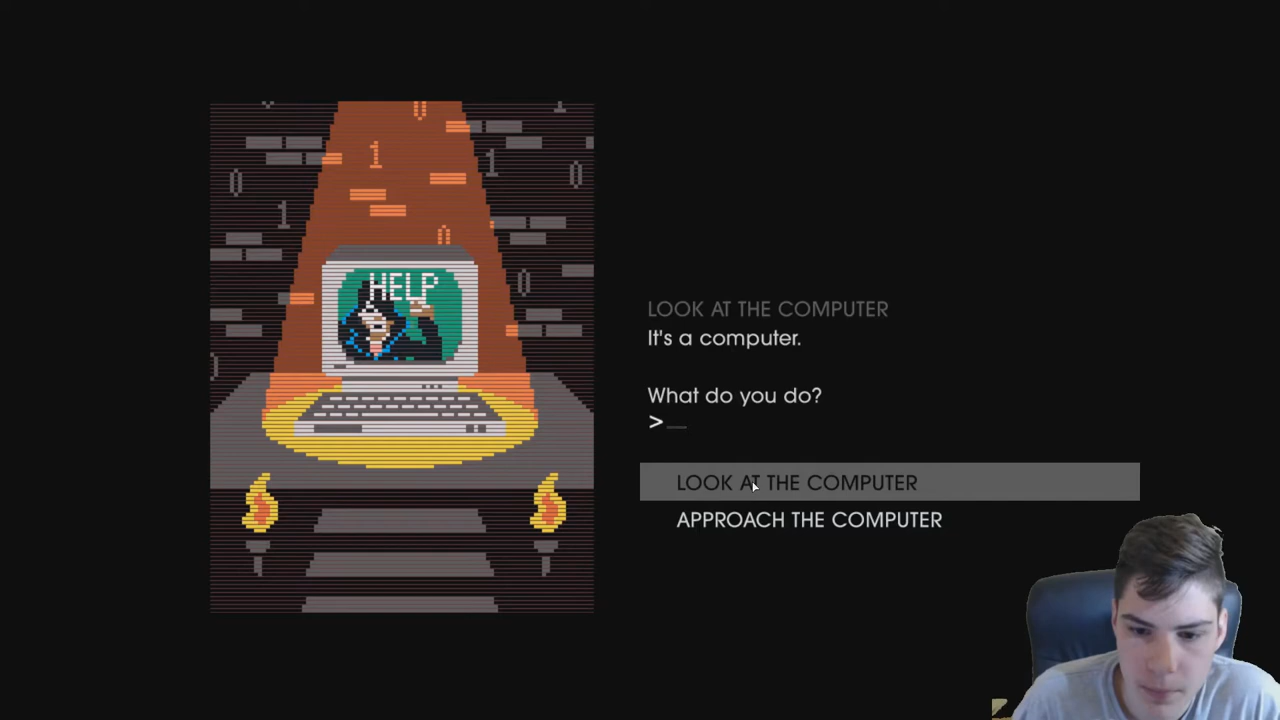 HELP
LOOK AT THE COMPUTER
It's a computer.
What do you do?
>_
LOOK AT THE COMPUTER
APPROACH THE COMPUTER